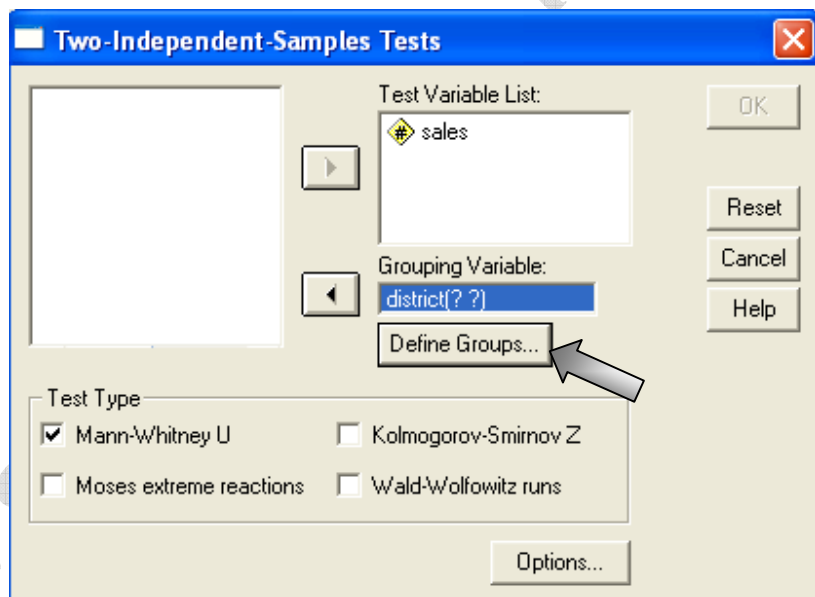 Two-Independent-Samples Tests
Test Variable List:
sales
OK
Reset
Cancel
Help
Grouping Variable:
district(? ?)
Define Groups...
Test Type
Mann-Whitney U
Kolmogorov-Smirnov Z
Moses extreme reactions
Wald-Wolfowitz runs
Options...